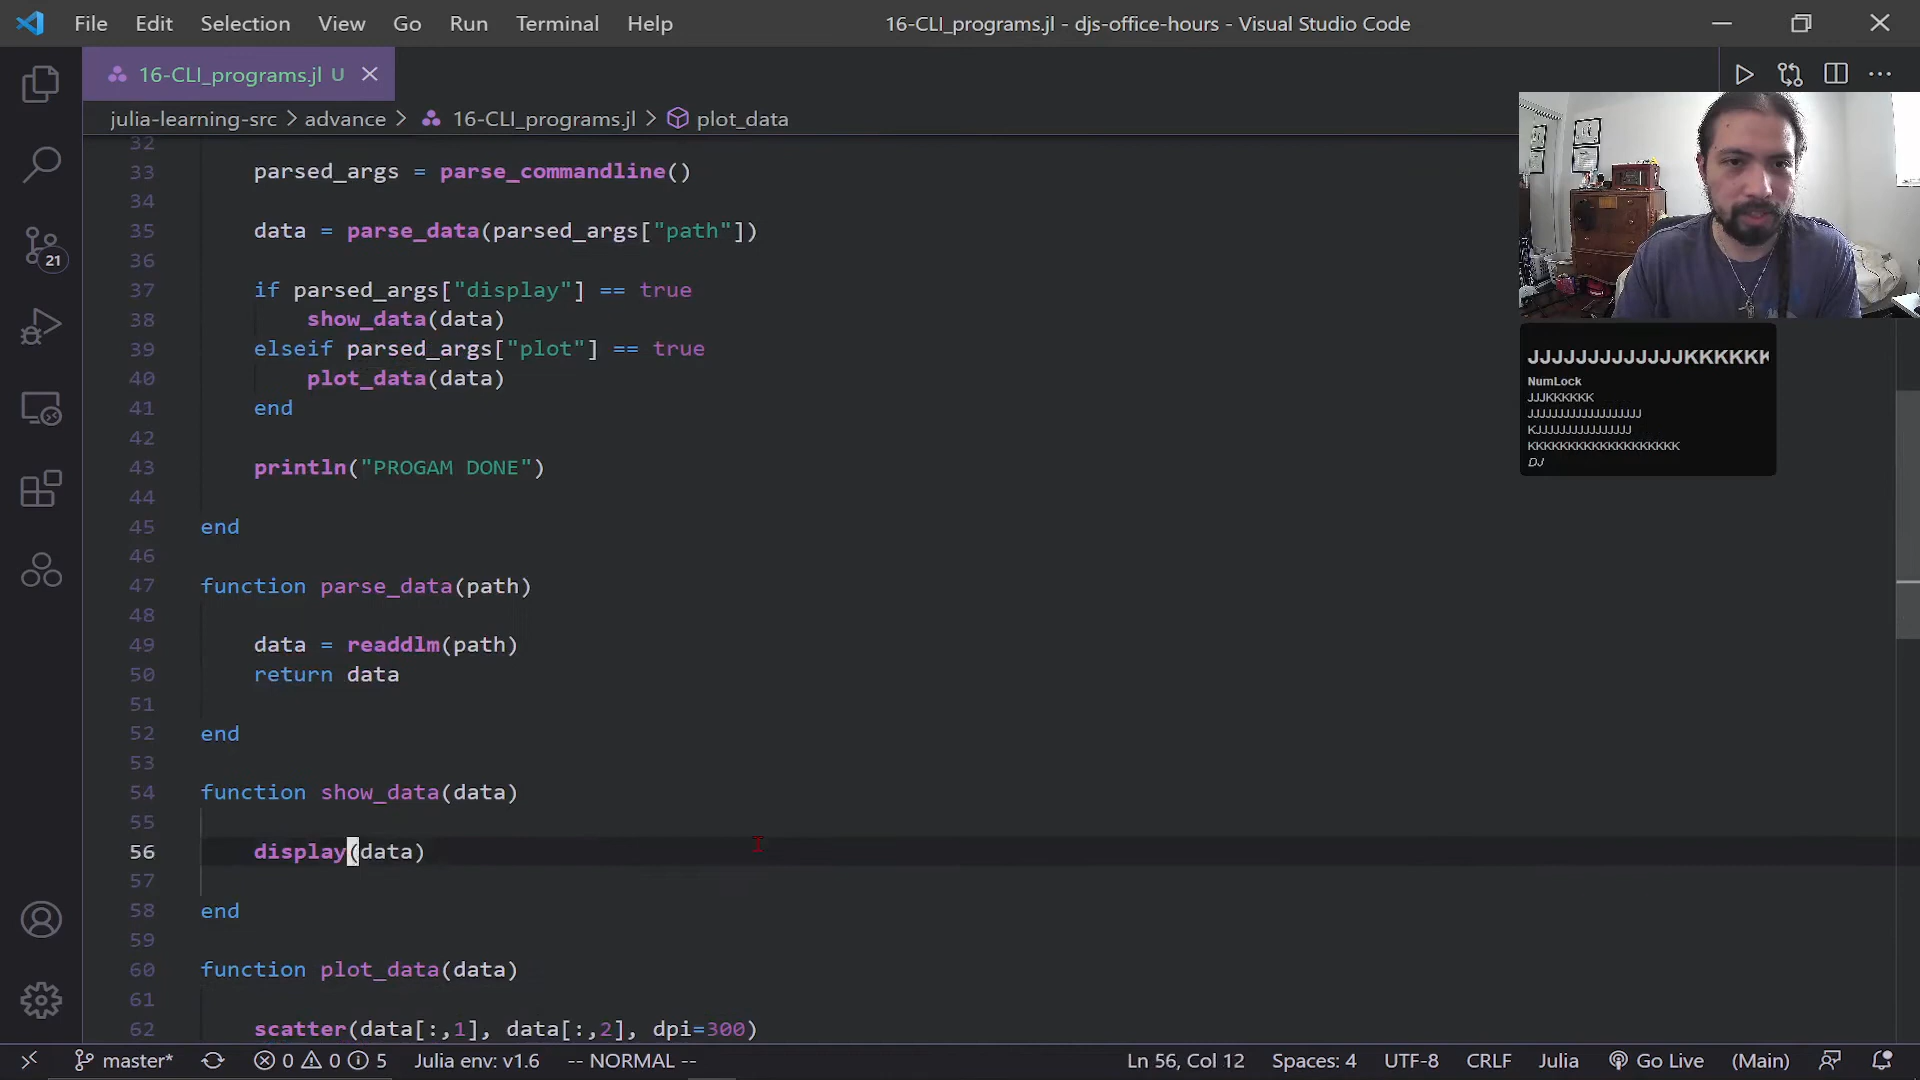 File Edit Selection View Go Run Terminal Help 16-CLI_programs.jl - djs-office-hours - Visual Studio Code
16-CLI_programs.jl U
julia-learning-src > advance > 16-CLI_programs.jl > plot_data
32
33 parsed_args = parse_commandline()
34
35 data = parse_data(parsed_args["path"])
36
37 if parsed_args["display"] == true
38 show_data(data)
39 elseif parsed_args["plot"] == true
40 plot_data(data)
41 end
42
43 println("PROGAM DONE")
44
45 end
46
47 function parse_data(path)
48
49 data = readdlm(path)
50 return data
51
52 end
53
54 function show_data(data)
55
56 display(data)
57
58 end
59
60 function plot_data(data)
61
62 scatter(data[:,1], data[:,2], dpi=300)
21
JJJJJJJJJJJJJKKKKKK
NumLock
JJJKKKKKK
JJJJJJJJJJJJJJJJJJJ
KJJJJJJJJJJJJJJJJ
KKKKKKKKKKKKKKKKKKK
DJ
master* 0 0 5 Julia env: v1.6 -- NORMAL -- Ln 56, Col 12 Spaces: 4 UTF-8 CRLF Julia Go Live (Main)